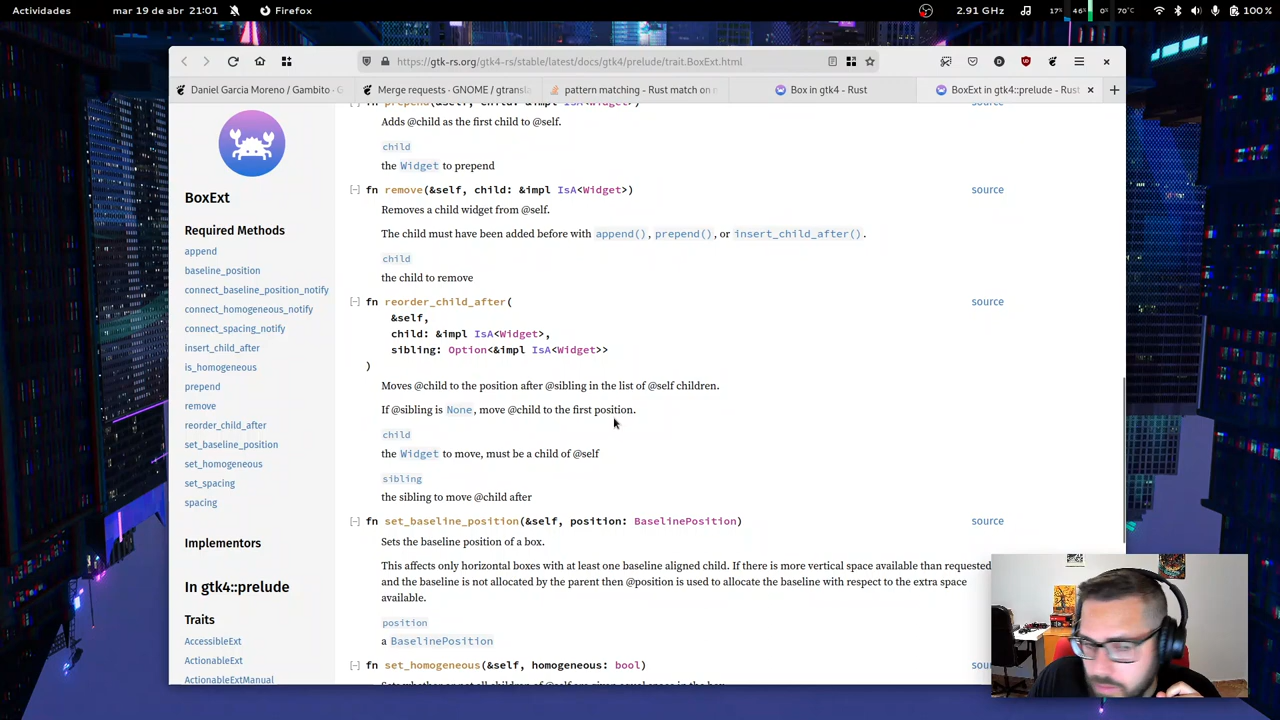 Actividades
mar 19 de abr 21:01
Firefox
2.91 GHz
17%
46%
0%
70°C
100 %
https://gtk-rs.org/gtk4-rs/stable/latest/docs/gtk4/prelude/trait.BoxExt.html
Daniel Garcia Moreno / Gambito · G
Merge requests · GNOME / gtransla
pattern matching - Rust match on m
Box in gtk4 - Rust
BoxExt in gtk4::prelude - Rust
BoxExt
Required Methods
append
baseline_position
connect_baseline_position_notify
connect_homogeneous_notify
connect_spacing_notify
insert_child_after
is_homogeneous
prepend
remove
reorder_child_after
set_baseline_position
set_homogeneous
set_spacing
spacing
Implementors
In gtk4::prelude
Traits
AccessibleExt
ActionableExt
ActionableExtManual
Adds @child as the first child to @self.
child
the Widget to prepend
[−] fn remove(&self, child: &impl IsA<Widget>) source
Removes a child widget from @self.
The child must have been added before with append(), prepend(), or insert_child_after().
child
the child to remove
[−] fn reorder_child_after( source
&self,
child: &impl IsA<Widget>,
sibling: Option<&impl IsA<Widget>>
)
Moves @child to the position after @sibling in the list of @self children.
If @sibling is None, move @child to the first position.
child
the Widget to move, must be a child of @self
sibling
the sibling to move @child after
[−] fn set_baseline_position(&self, position: BaselinePosition) source
Sets the baseline position of a box.
This affects only horizontal boxes with at least one baseline aligned child. If there is more vertical space available than requested,
and the baseline is not allocated by the parent then @position is used to allocate the baseline with respect to the extra space
available.
position
a BaselinePosition
[−] fn set_homogeneous(&self, homogeneous: bool) sou